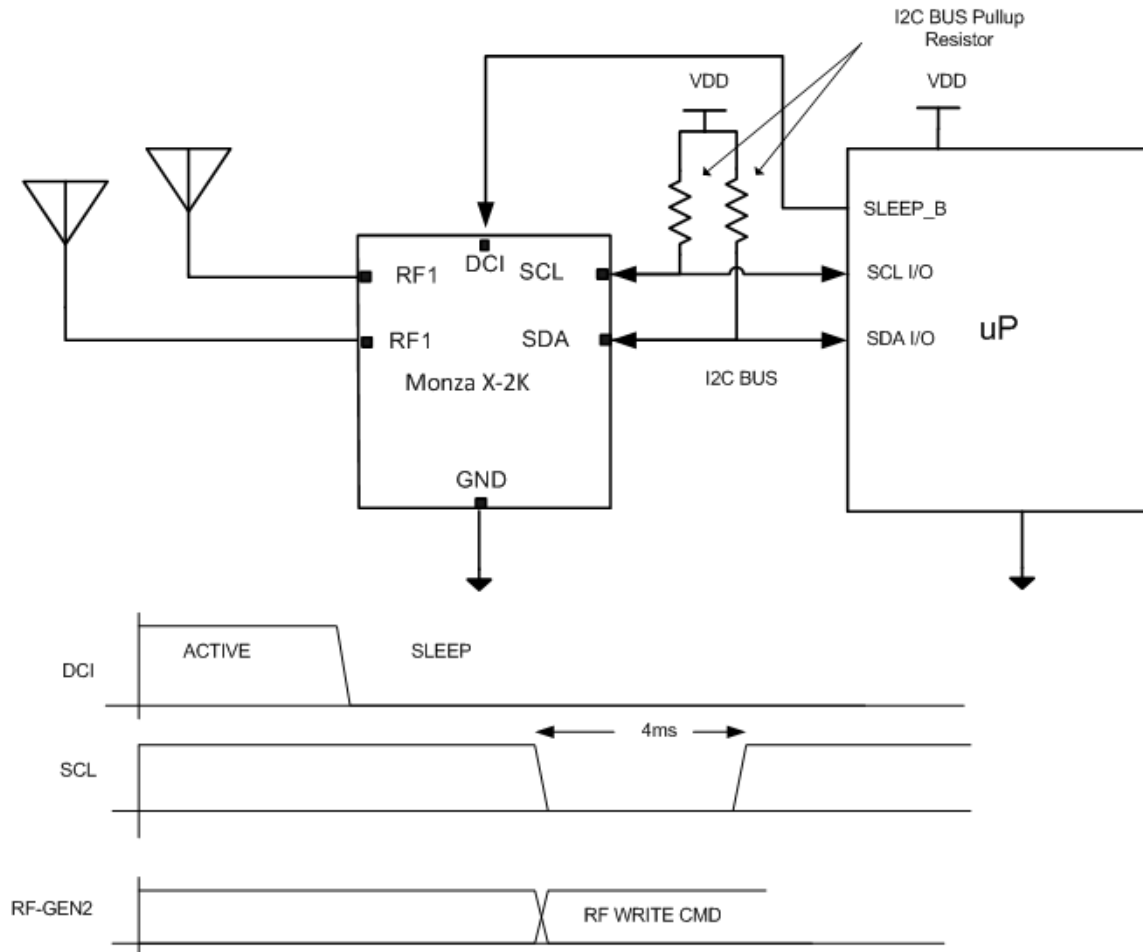 I2C BUS Pullup
Resistor
VDD
VDD
SLEEP_B
DCI
RF1
SCL
SCL I/O
RF1
SDA
SDA I/O
uP
Monza X-2K
I2C BUS
GND
ACTIVE
SLEEP
DCI
4ms
SCL
RF-GEN2
RF WRITE CMD